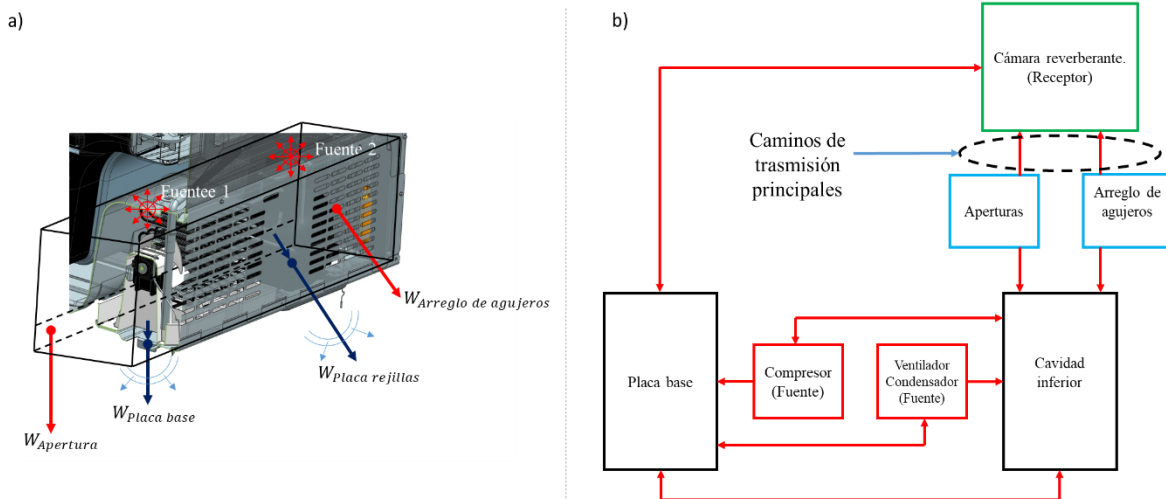 a)
Fuente 2
Fuentee 1
W_Arreglo de agujeros
W_Placa rejillas
W_Placa base
W_Apertura
b)
Cámara reverberante.
(Receptor)
Caminos de
trasmisión
principales
Aperturas
Arreglo de
agujeros
Placa base
Compresor
(Fuente)
Ventilador
Condensador
(Fuente)
Cavidad
inferior